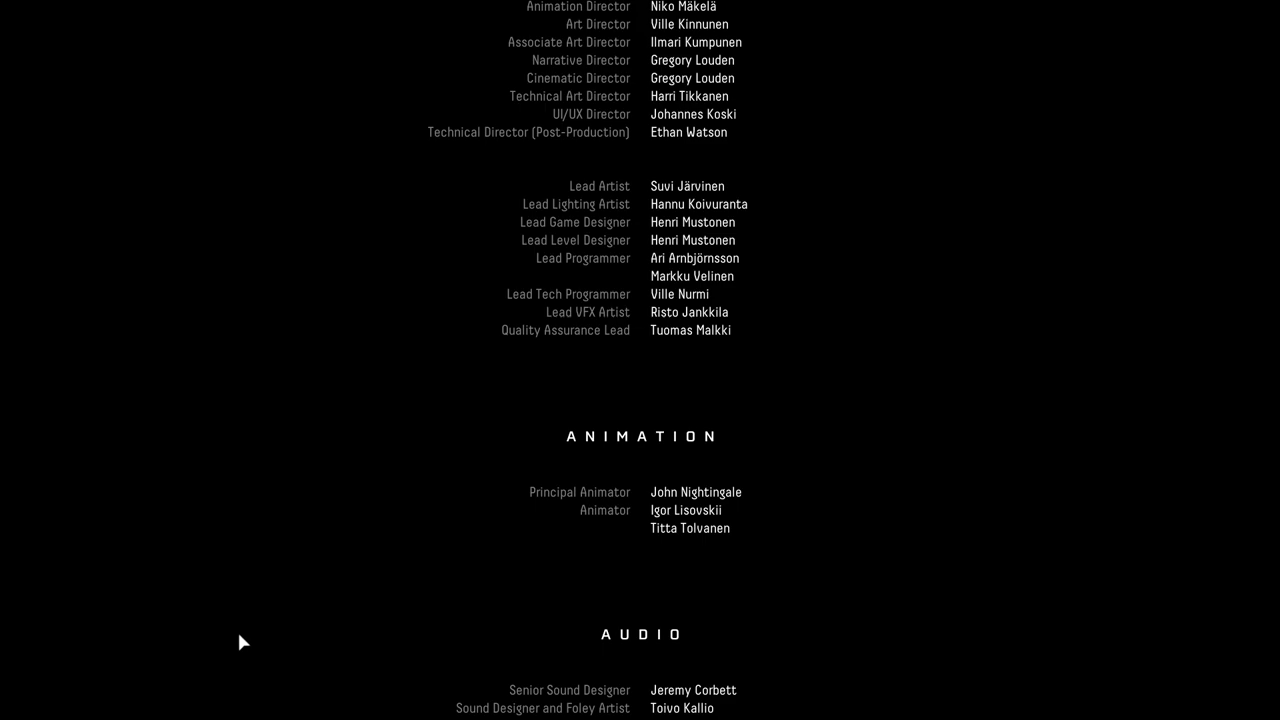 Animation Director Niko Mäkelä
Art Director Ville Kinnunen
Associate Art Director Ilmari Kumpunen
Narrative Director Gregory Louden
Cinematic Director Gregory Louden
Technical Art Director Harri Tikkanen
UI/UX Director Johannes Koski
Technical Director (Post-Production) Ethan Watson
Lead Artist Suvi Järvinen
Lead Lighting Artist Hannu Koivuranta
Lead Game Designer Henri Mustonen
Lead Level Designer Henri Mustonen
Lead Programmer Ari Arnbjörnsson
Markku Velinen
Lead Tech Programmer Ville Nurmi
Lead VFX Artist Risto Jankkila
Quality Assurance Lead Tuomas Malkki
ANIMATION
Principal Animator John Nightingale
Animator Igor Lisovskii
Titta Tolvanen
AUDIO
Senior Sound Designer Jeremy Corbett
Sound Designer and Foley Artist Toivo Kallio